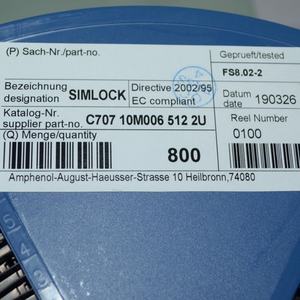 (P) Sach-Nr./part-no.
Geprueft/tested
FS8.02-2
Bezeichnung
designation SIMLOCK
Directive 2002/95
EC compliant
Datum
date 190326
Katalog-Nr.
supplier part-no. C707 10M006 512 2U
Reel Number
0100
(Q) Menge/quantity
800
Amphenol-August-Haeusser-Strasse 10 Heilbronn,74080